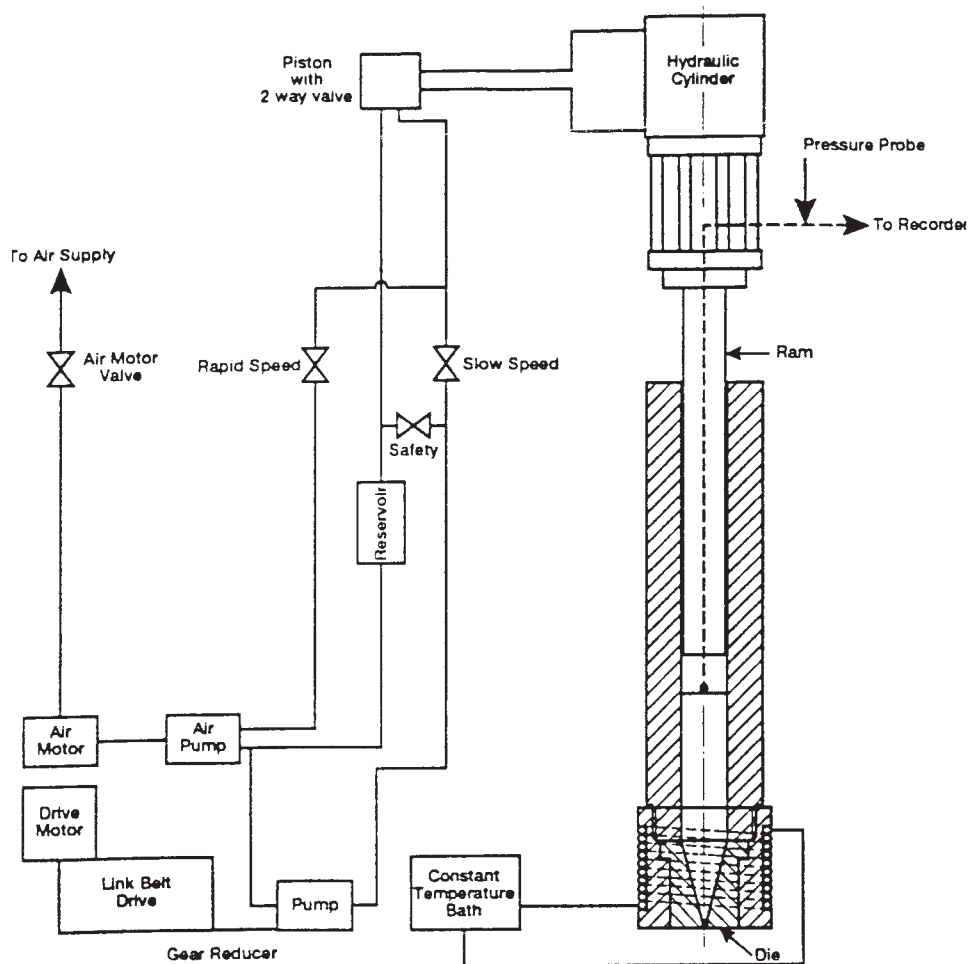 Piston
with
2 way valve
Hydraulic
Cylinder
Pressure Probe
To Recorder
To Air Supply
Air Motor
Valve
Rapid Speed
Slow Speed
Ram
Safety
Reservoir
Air
Motor
Air
Pump
Drive
Motor
Link Belt
Drive
Pump
Constant
Temperature
Bath
Gear Reducer
Die